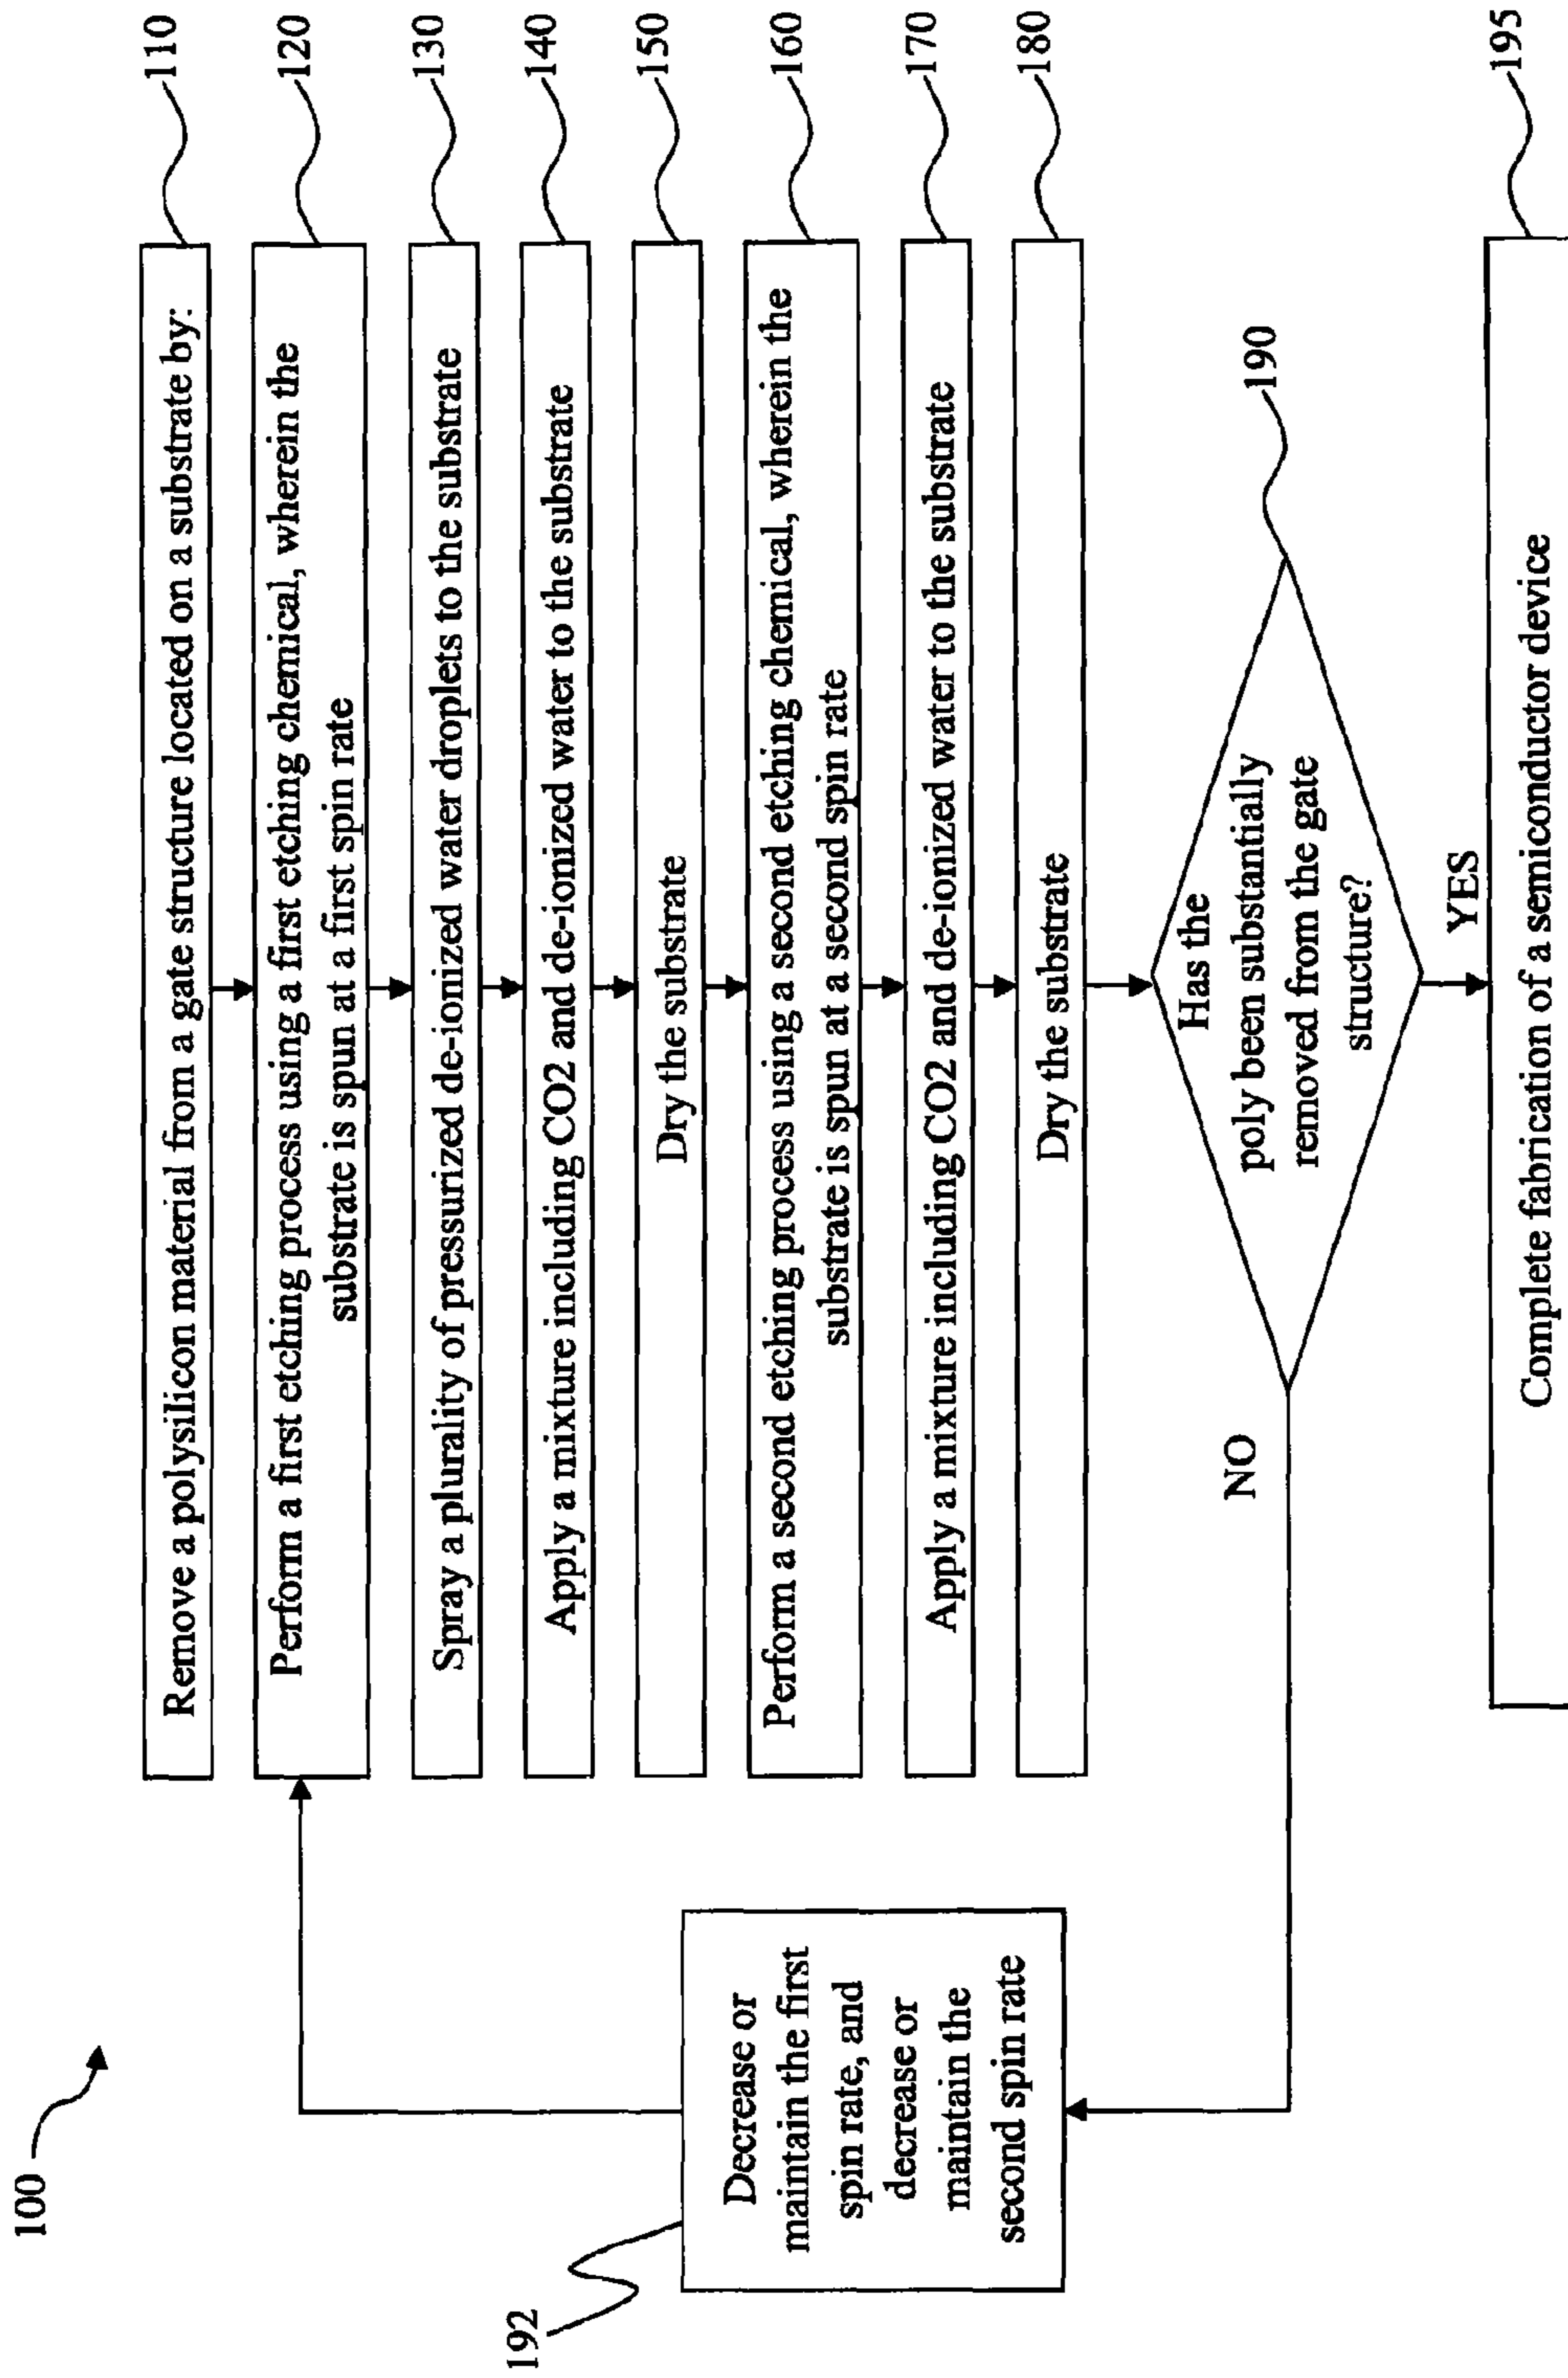 100
Remove a polysilicon material from a gate structure located on a substrate by:
110
Perform a first etching process using a first etching chemical, wherein the
substrate is spun at a first spin rate
120
Spray a plurality of pressurized de-ionized water droplets to the substrate
130
Apply a mixture including CO2 and de-ionized water to the substrate
140
Dry the substrate
150
Perform a second etching process using a second etching chemical, wherein the
substrate is spun at a second spin rate
160
Apply a mixture including CO2 and de-ionized water to the substrate
170
Dry the substrate
180
Has the
poly been substantially
removed from the gate
structure?
190
NO
YES
Decrease or
maintain the first
spin rate, and
decrease or
maintain the
second spin rate
192
Complete fabrication of a semiconductor device
195